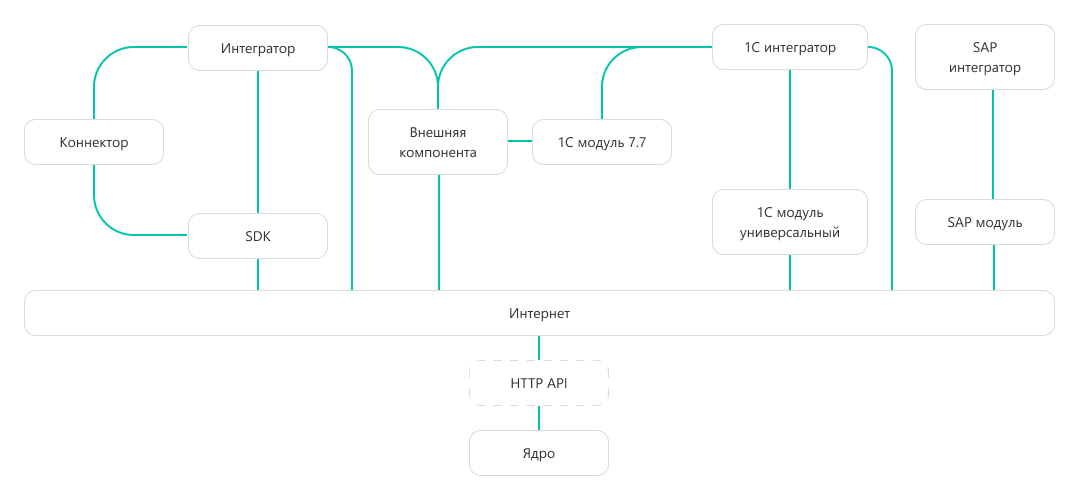 Интегратор
1С интегратор
SAP
интегратор
Коннектор
Внешняя
компонента
1С модуль 7.7
SDK
1С модуль
универсальный
SAP модуль
Интернет
HTTP API
Ядро